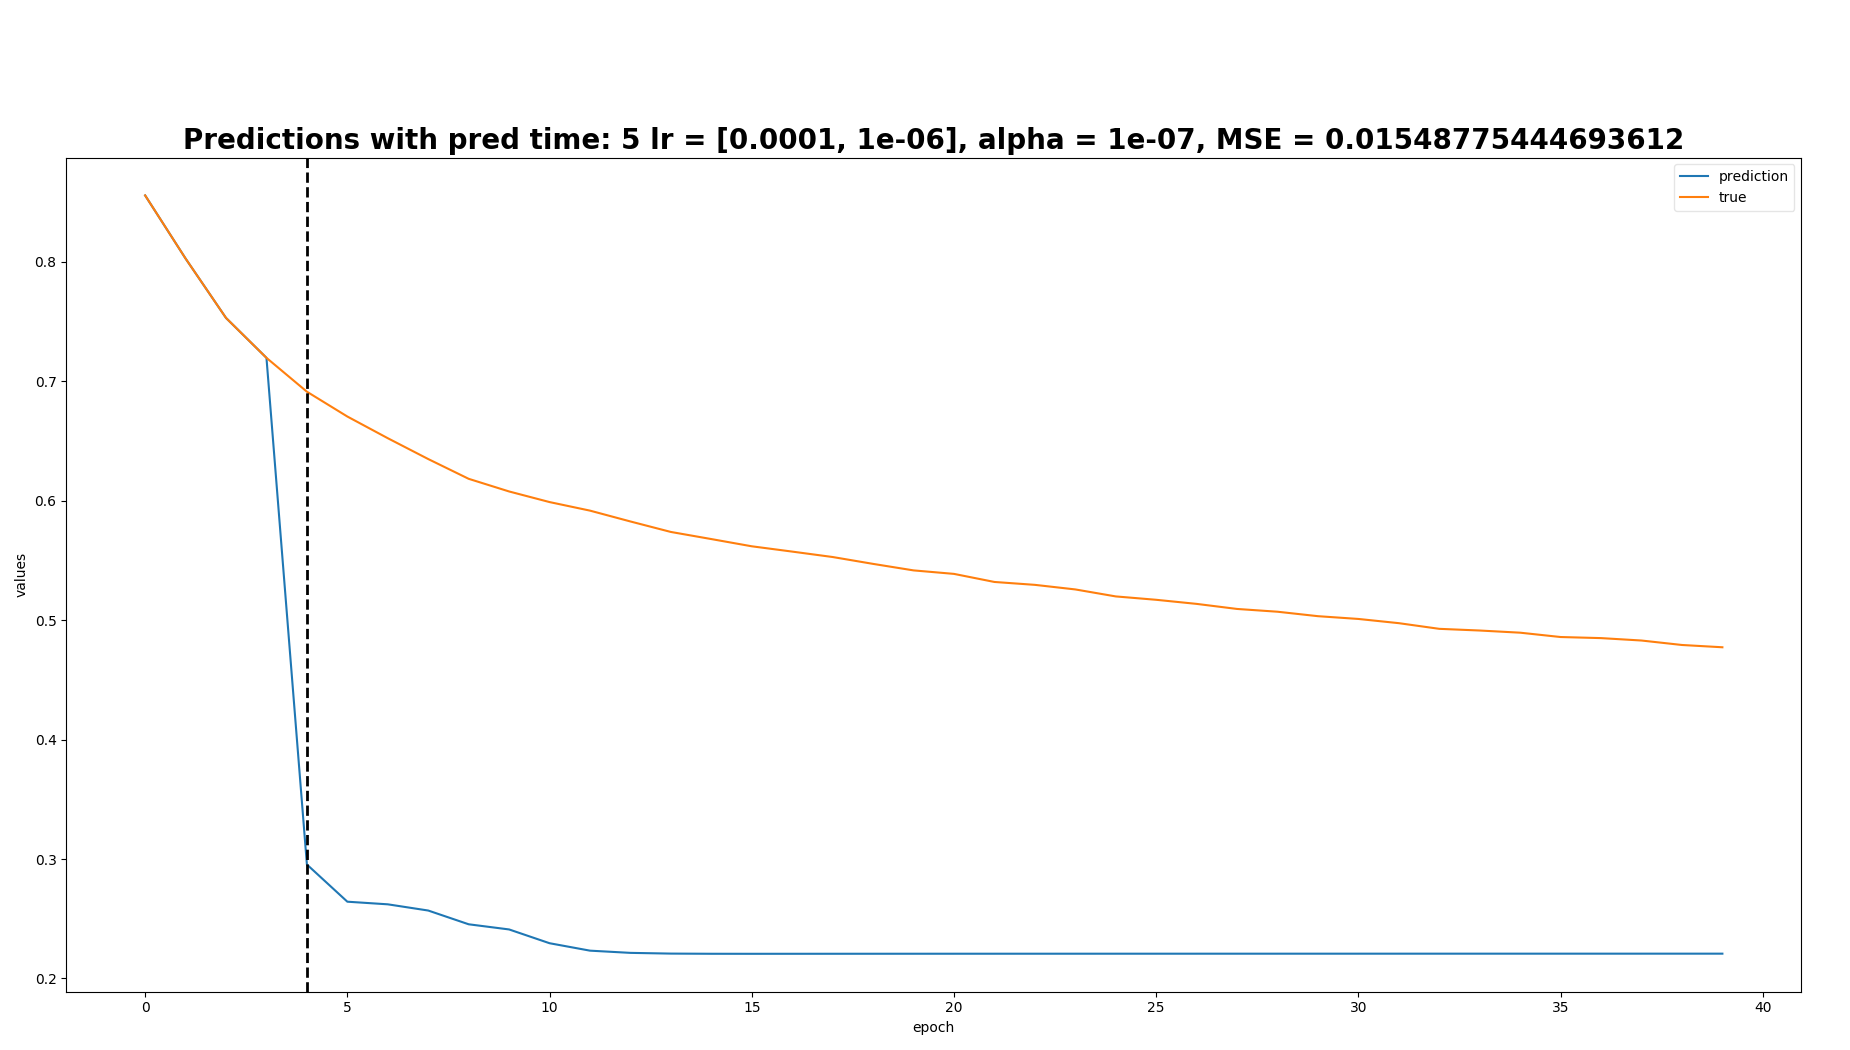 Predictions with pred time: 5 lr = [0.0001, 1e-06], alpha = 1e-07, MSE = 0.01548775444693612
prediction
true
0.8
0.7
0.6
0.5
0.4
0.3
0.2
values
0 5 10 15 20 25 30 35 40
epoch